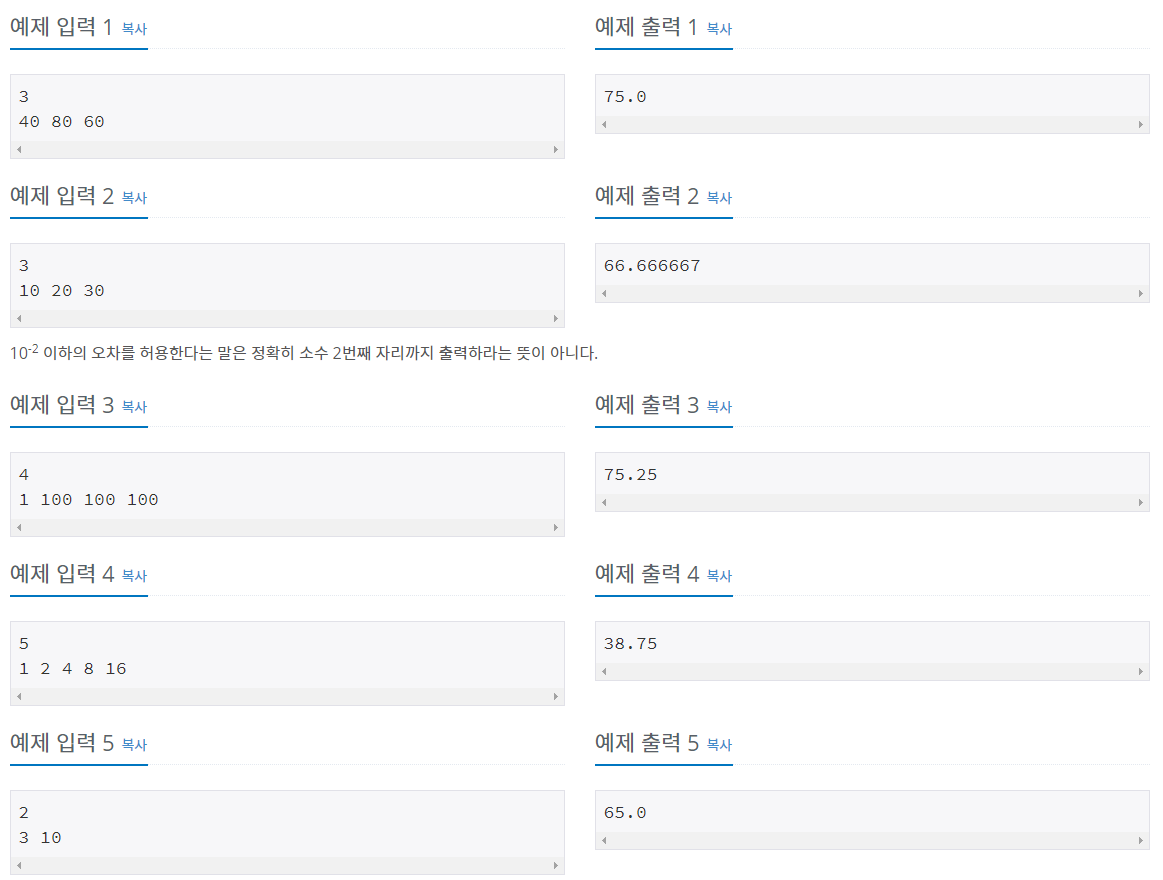 예제 입력 1 복사
3
40 80 60
예제 출력 1 복사
75.0
예제 입력 2 복사
3
10 20 30
예제 출력 2 복사
66.666667
10-2 이하의 오차를 허용한다는 말은 정확히 소수 2번째 자리까지 출력하라는 뜻이 아니다.
예제 입력 3 복사
4
1 100 100 100
예제 출력 3 복사
75.25
예제 입력 4 복사
5
1 2 4 8 16
예제 출력 4 복사
38.75
예제 입력 5 복사
2
3 10
예제 출력 5 복사
65.0